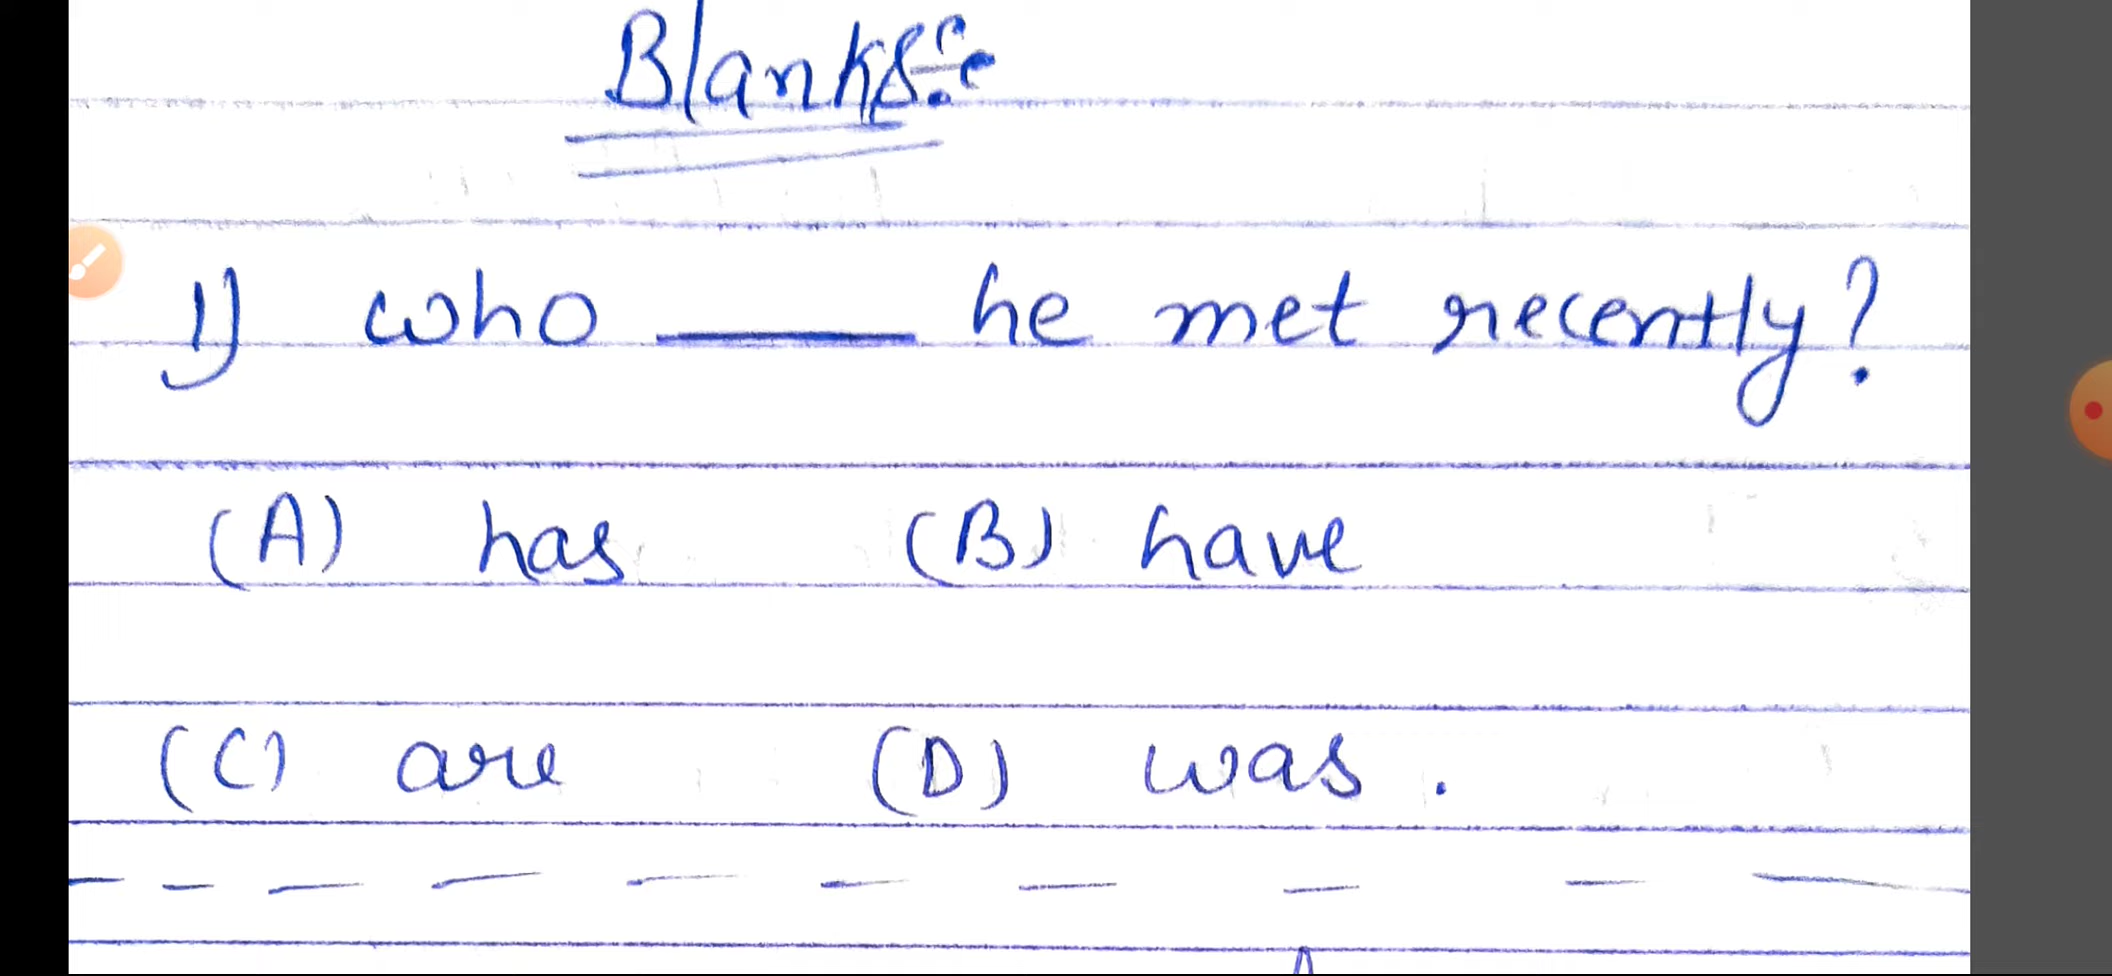 Blanks:-
1) who ____ he met recently?
(A) has (B) have
(C) are (D) was.